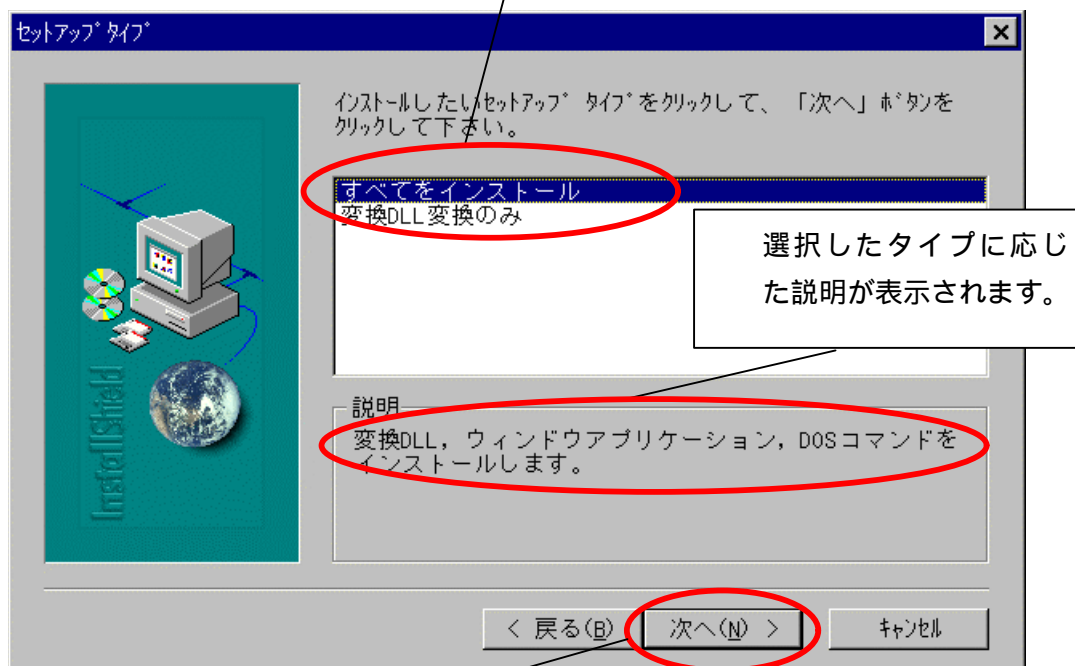 ｾｯﾄｱｯﾌﾟ ﾀｲﾌﾟ
ｲﾝｽﾄｰﾙしたいｾｯﾄｱｯﾌﾟ ﾀｲﾌﾟをｸﾘｯｸして、 「次へ」ﾎﾞﾀﾝを
ｸﾘｯｸして下さい。
すべてをインストール
変換DLL変換のみ
選択したタイプに応じ
た説明が表示されます。
説明
変換DLL，ウィンドウアプリケーション，DOSコマンドを
インストールします。
InstallShield
< 戻る(B)
次へ(N) >
ｷｬﾝｾﾙ